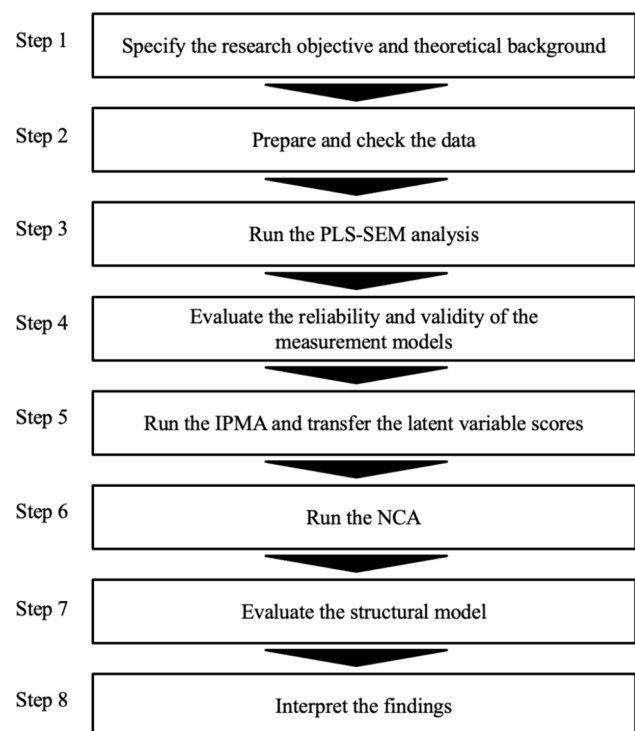 Step 1
Specify the research objective and theoretical background
Step 2
Prepare and check the data
Step 3
Run the PLS-SEM analysis
Step 4
Evaluate the reliability and validity of the
measurement models
Step 5
Run the IPMA and transfer the latent variable scores
Step 6
Run the NCA
Step 7
Evaluate the structural model
Step 8
Interpret the findings